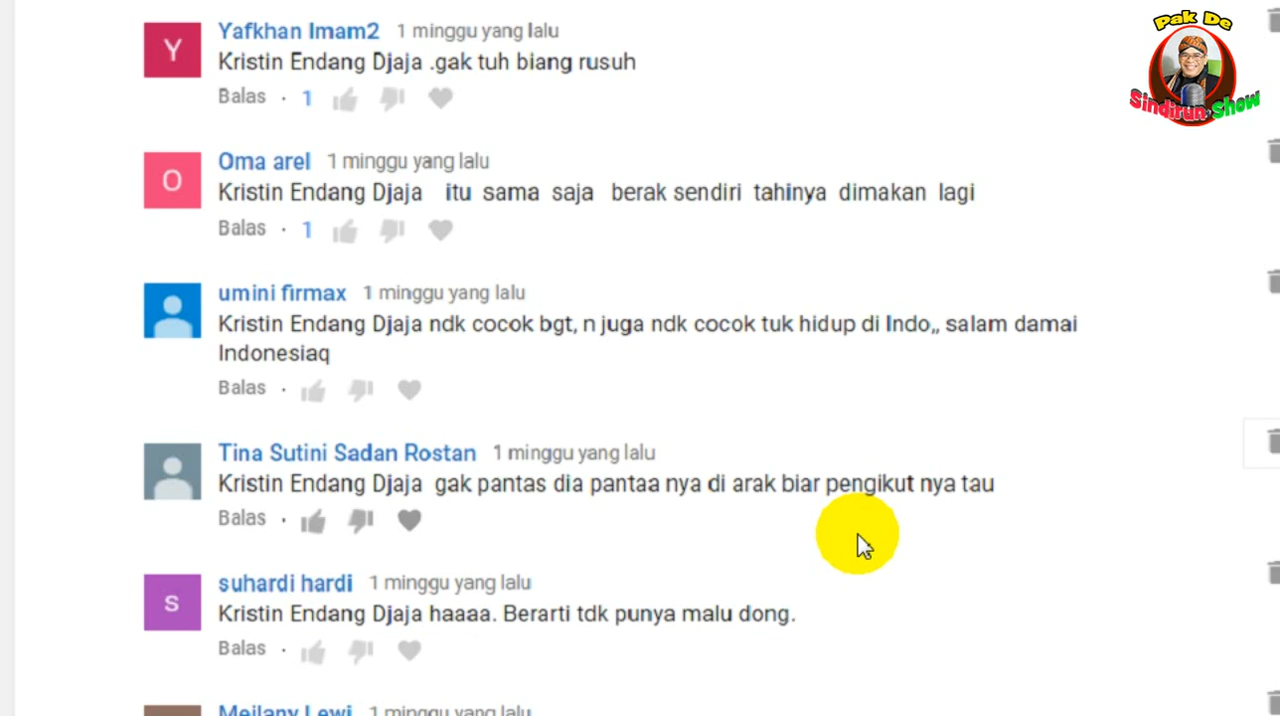 Pak De
Sindirun Show
Y
Yafkhan Imam2 1 minggu yang lalu
Kristin Endang Djaja .gak tuh biang rusuh
Balas · 1
O
Oma arel 1 minggu yang lalu
Kristin Endang Djaja itu sama saja berak sendiri tahinya dimakan lagi
Balas · 1
umini firmax 1 minggu yang lalu
Kristin Endang Djaja ndk cocok bgt, n juga ndk cocok tuk hidup di Indo,, salam damai
Indonesiaq
Balas ·
Tina Sutini Sadan Rostan 1 minggu yang lalu
Kristin Endang Djaja gak pantas dia pantaa nya di arak biar pengikut nya tau
Balas ·
s
suhardi hardi 1 minggu yang lalu
Kristin Endang Djaja haaaa. Berarti tdk punya malu dong.
Balas ·
Meilany Lewi 1 minggu yang lalu